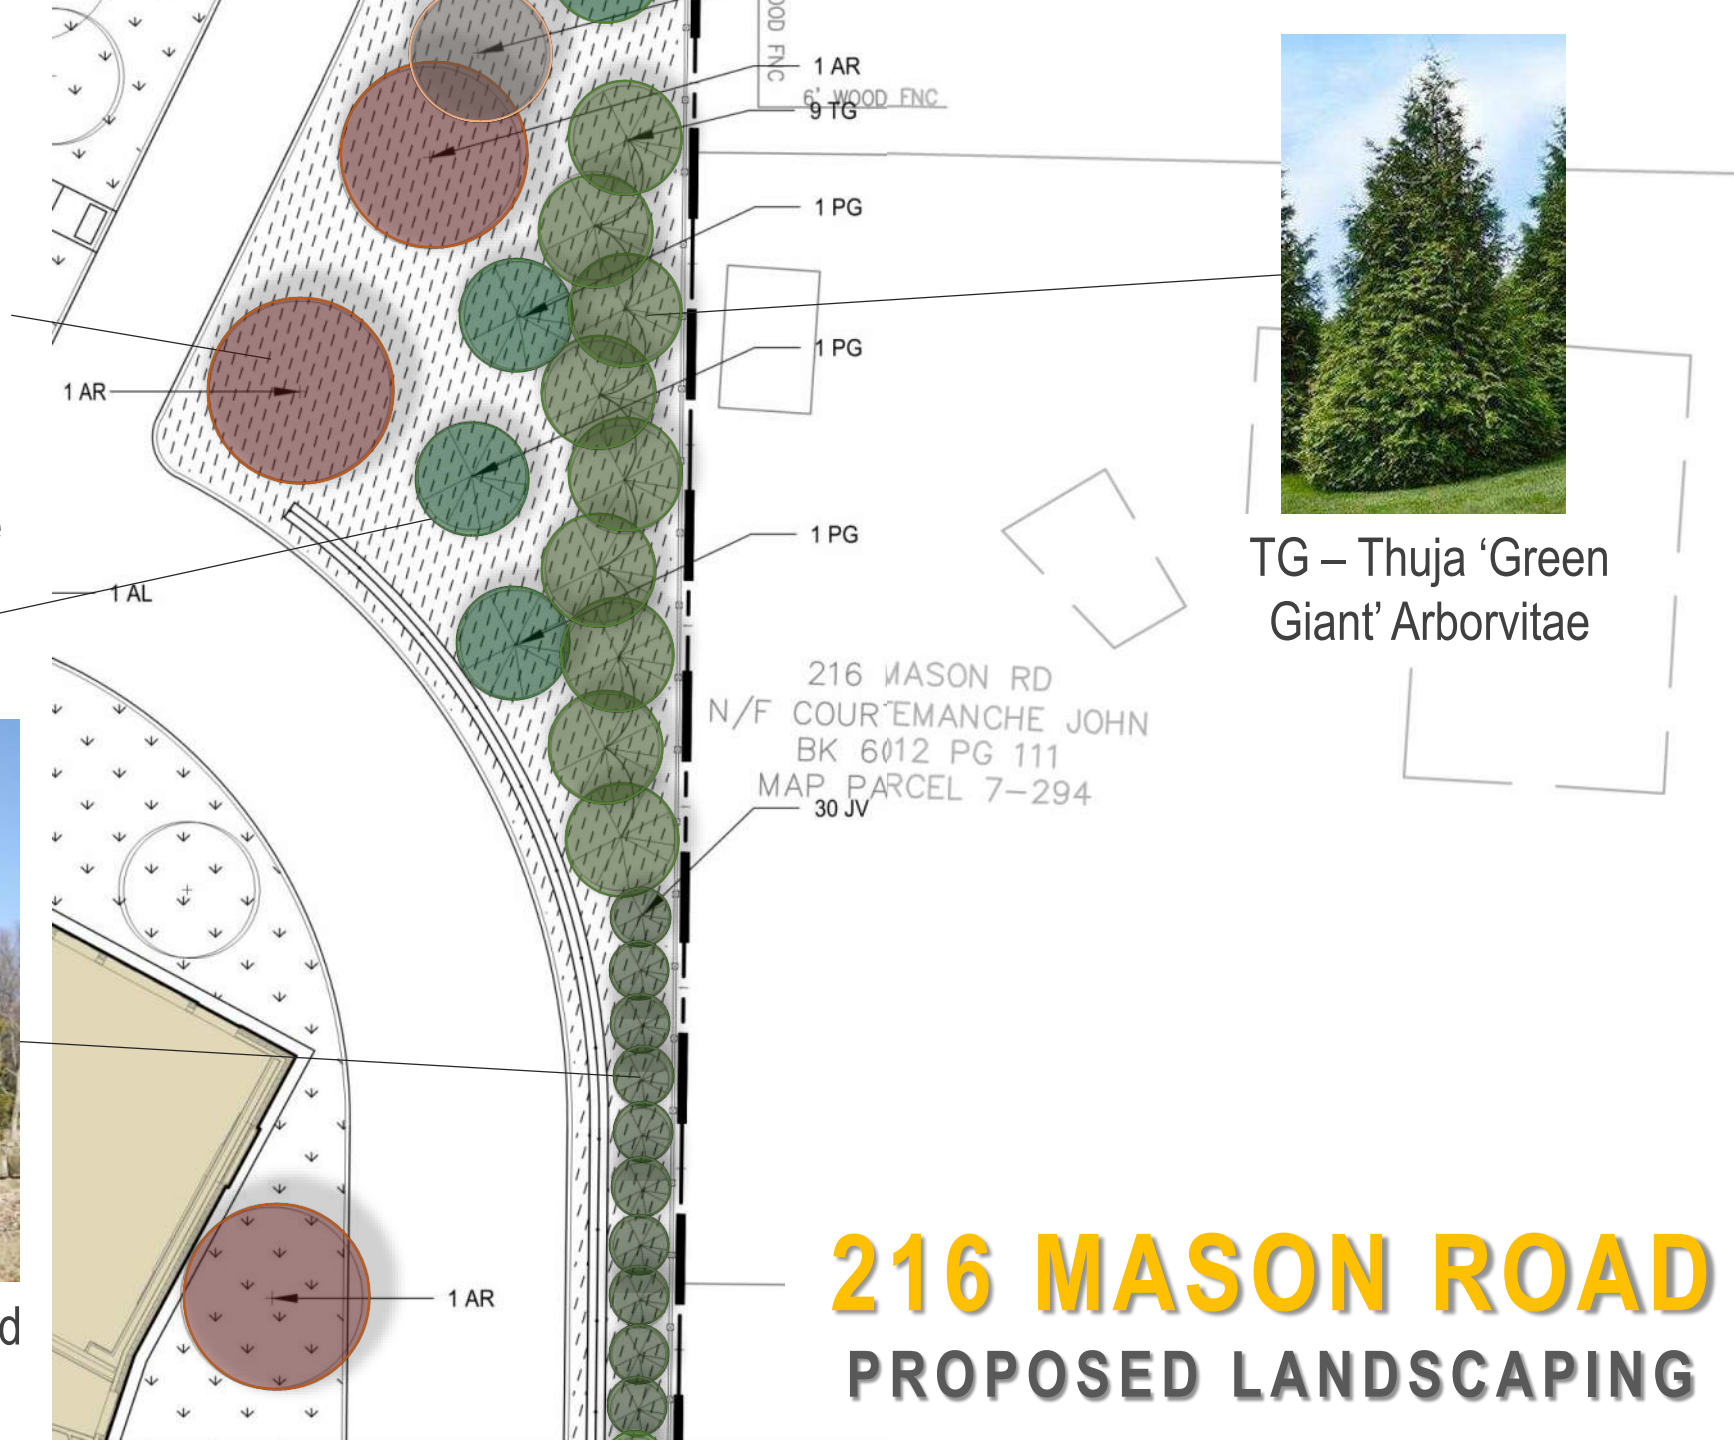 1 AR
6' WOOD FNC
9 TG
1 PG
1 PG
1 AR
1 PG
1 AL
TG – Thuja ‘Green
Giant’ Arborvitae
216 MASON RD
N/F COURTEMANCHE JOHN
BK 6012 PG 111
MAP PARCEL 7-294
30 JV
1 AR
216 MASON ROAD
PROPOSED LANDSCAPING